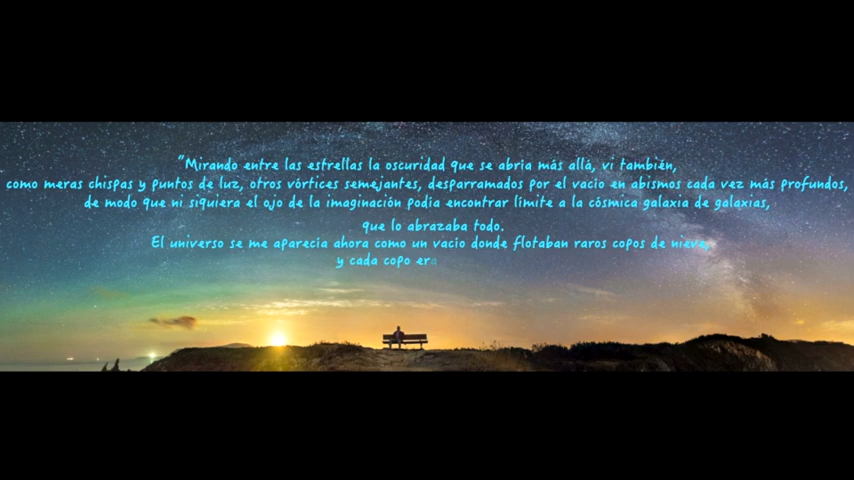 "Mirando entre las estrellas la oscuridad que se abría más allá, vi también,
como meras chispas y puntos de luz, otros vórtices semejantes, desparramados por el vacío en abismos cada vez más profundos,
de modo que ni siquiera el ojo de la imaginación podía encontrar límite a la cósmica galaxia de galaxias,
que lo abrazaba todo.
El universo se me aparecía ahora como un vacío donde flotaban raros copos de nieve,
y cada copo era